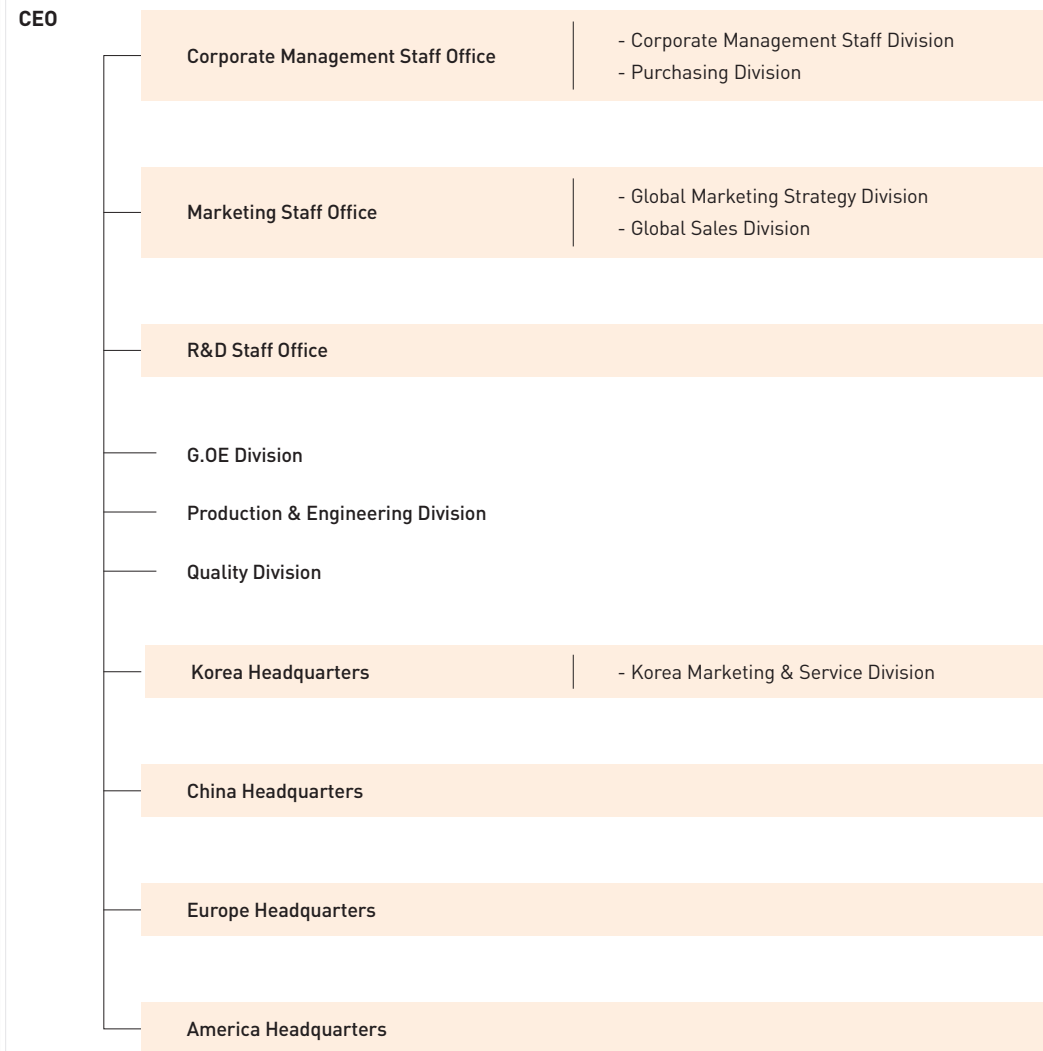 CEO
Corporate Management Staff Office
- Corporate Management Staff Division
- Purchasing Division
Marketing Staff Office
- Global Marketing Strategy Division
- Global Sales Division
R&D Staff Office
G.OE Division
Production & Engineering Division
Quality Division
Korea Headquarters
- Korea Marketing & Service Division
China Headquarters
Europe Headquarters
America Headquarters